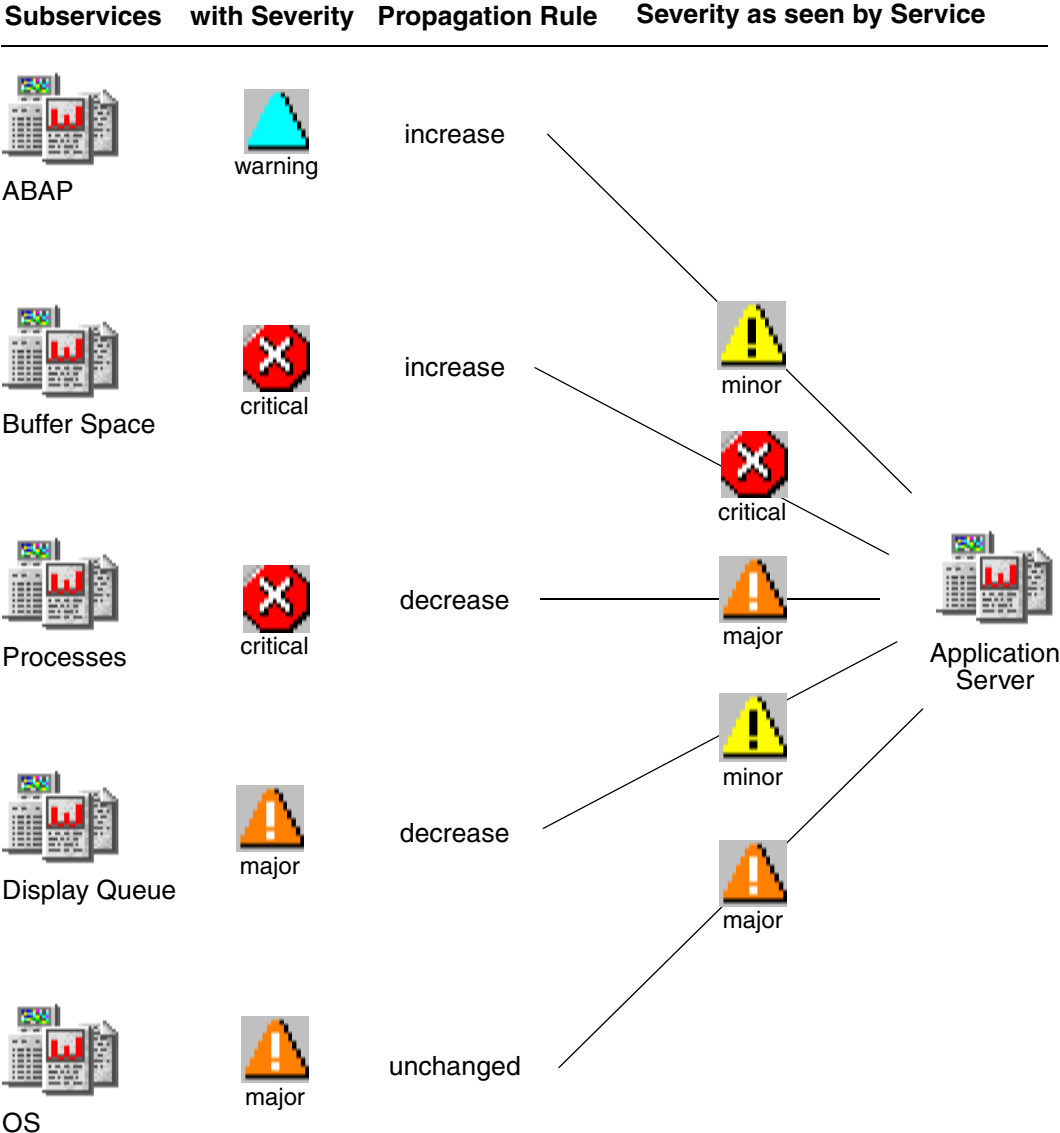 Subservices with Severity Propagation Rule Severity as seen by Service
warning
increase
ABAP
minor
critical
increase
Buffer Space
critical
critical
decrease
major
Processes
Application
Server
minor
major
decrease
Display Queue
major
major
unchanged
OS